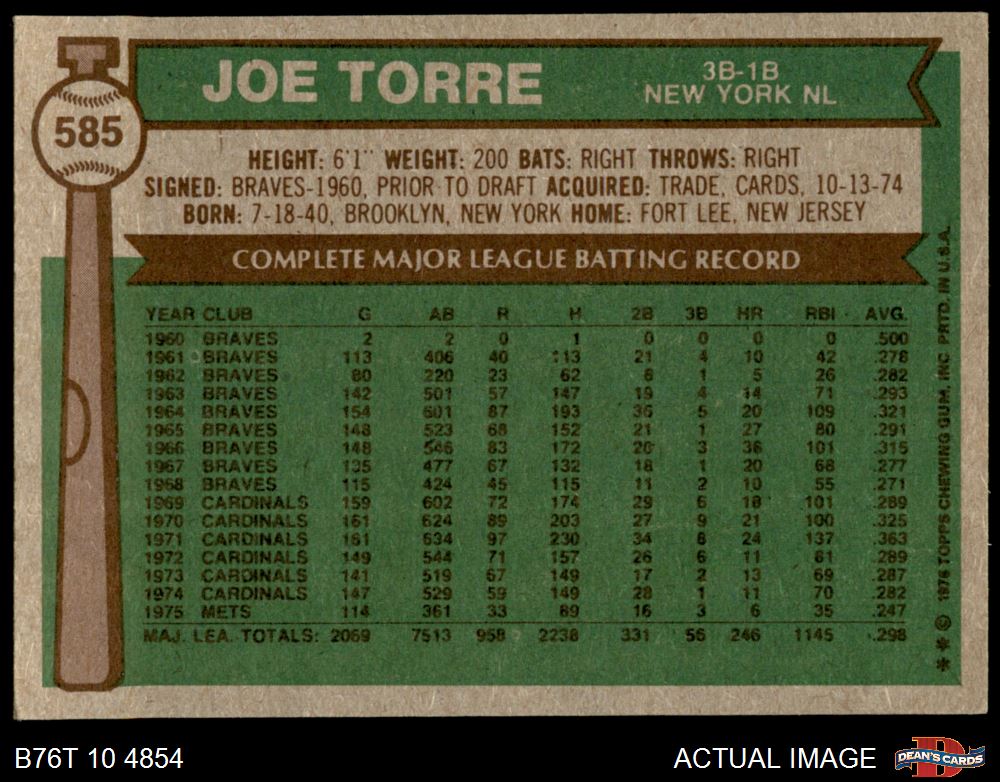 585
JOE TORRE
3B-1B
NEW YORK NL
HEIGHT: 6'1" WEIGHT: 200 BATS: RIGHT THROWS: RIGHT
SIGNED: BRAVES-1960, PRIOR TO DRAFT ACQUIRED: TRADE, CARDS, 10-13-74
BORN: 7-18-40, BROOKLYN, NEW YORK HOME: FORT LEE, NEW JERSEY
COMPLETE MAJOR LEAGUE BATTING RECORD
YEAR CLUB G AB R H 2B 3B HR RBI AVG.
1960 BRAVES 2 2 0 1 0 0 0 0 .500
1961 BRAVES 113 406 40 113 21 4 10 42 .278
1962 BRAVES 80 220 23 62 8 1 5 26 .282
1963 BRAVES 142 501 57 147 19 4 14 71 .293
1964 BRAVES 154 601 87 193 36 5 20 109 .321
1965 BRAVES 148 523 68 152 21 1 27 80 .291
1966 BRAVES 148 546 83 172 20 3 36 101 .315
1967 BRAVES 135 477 67 132 18 1 20 68 .277
1968 BRAVES 115 424 45 115 11 2 10 55 .271
1969 CARDINALS 159 602 72 174 29 6 18 101 .289
1970 CARDINALS 161 624 89 203 27 9 21 100 .325
1971 CARDINALS 161 634 97 230 34 8 24 137 .363
1972 CARDINALS 149 544 71 157 26 6 11 81 .289
1973 CARDINALS 141 519 67 149 17 2 13 69 .287
1974 CARDINALS 147 529 59 149 28 1 11 70 .282
1975 METS 114 361 33 89 16 3 6 35 .247
MAJ. LEA. TOTALS: 2069 7513 958 2238 331 56 246 1145 .298
* * © 1976 TOPPS CHEWING GUM, INC. PRTD. IN U.S.A.
B76T 10 4854
ACTUAL IMAGE
D
DEAN'S CARDS